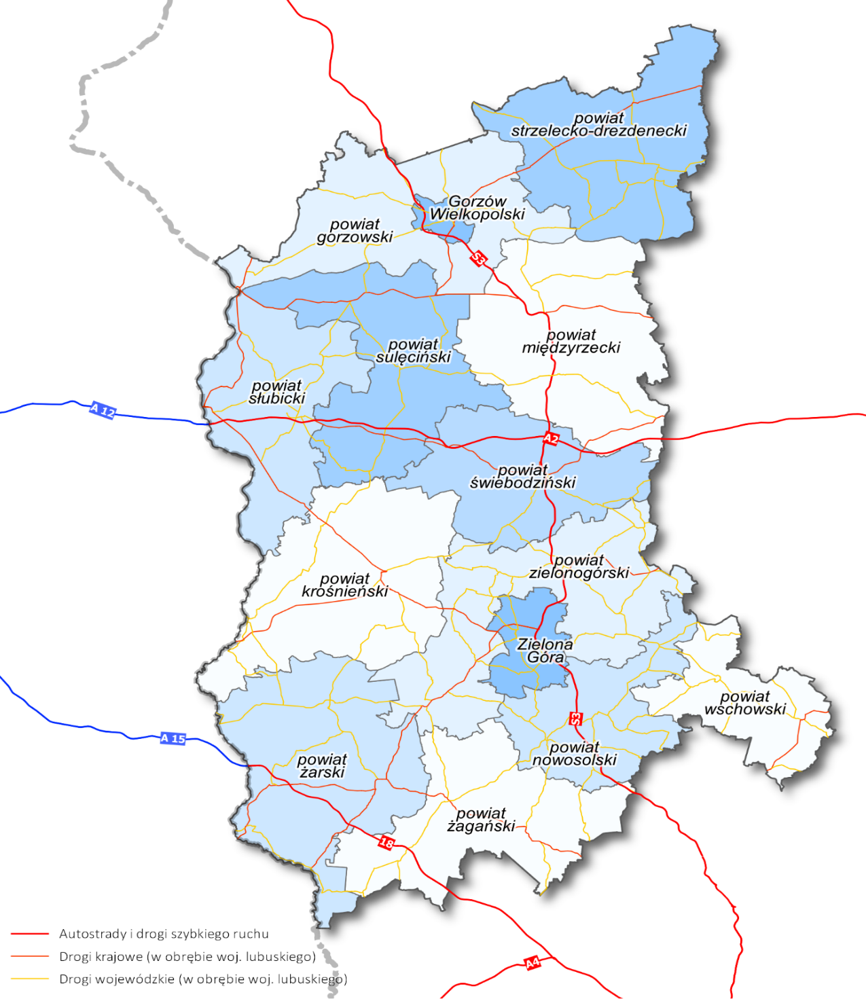 powiat
strzelecko-drezdenecki
Gorzów
Wielkopolski
powiat
gorzowski
S3
powiat
międzyrzecki
powiat
sulęciński
powiat
słubicki
A 12
A2
powiat
świebodziński
powiat
zielonogórski
powiat
krośnieński
Zielona
Góra
powiat
wschowski
S3
A 15
powiat
nowosolski
powiat
żarski
powiat
żagański
18
Autostrady i drogi szybkiego ruchu
Drogi krajowe (w obrębie woj. lubuskiego)
A4
Drogi wojewódzkie (w obrębie woj. lubuskiego)